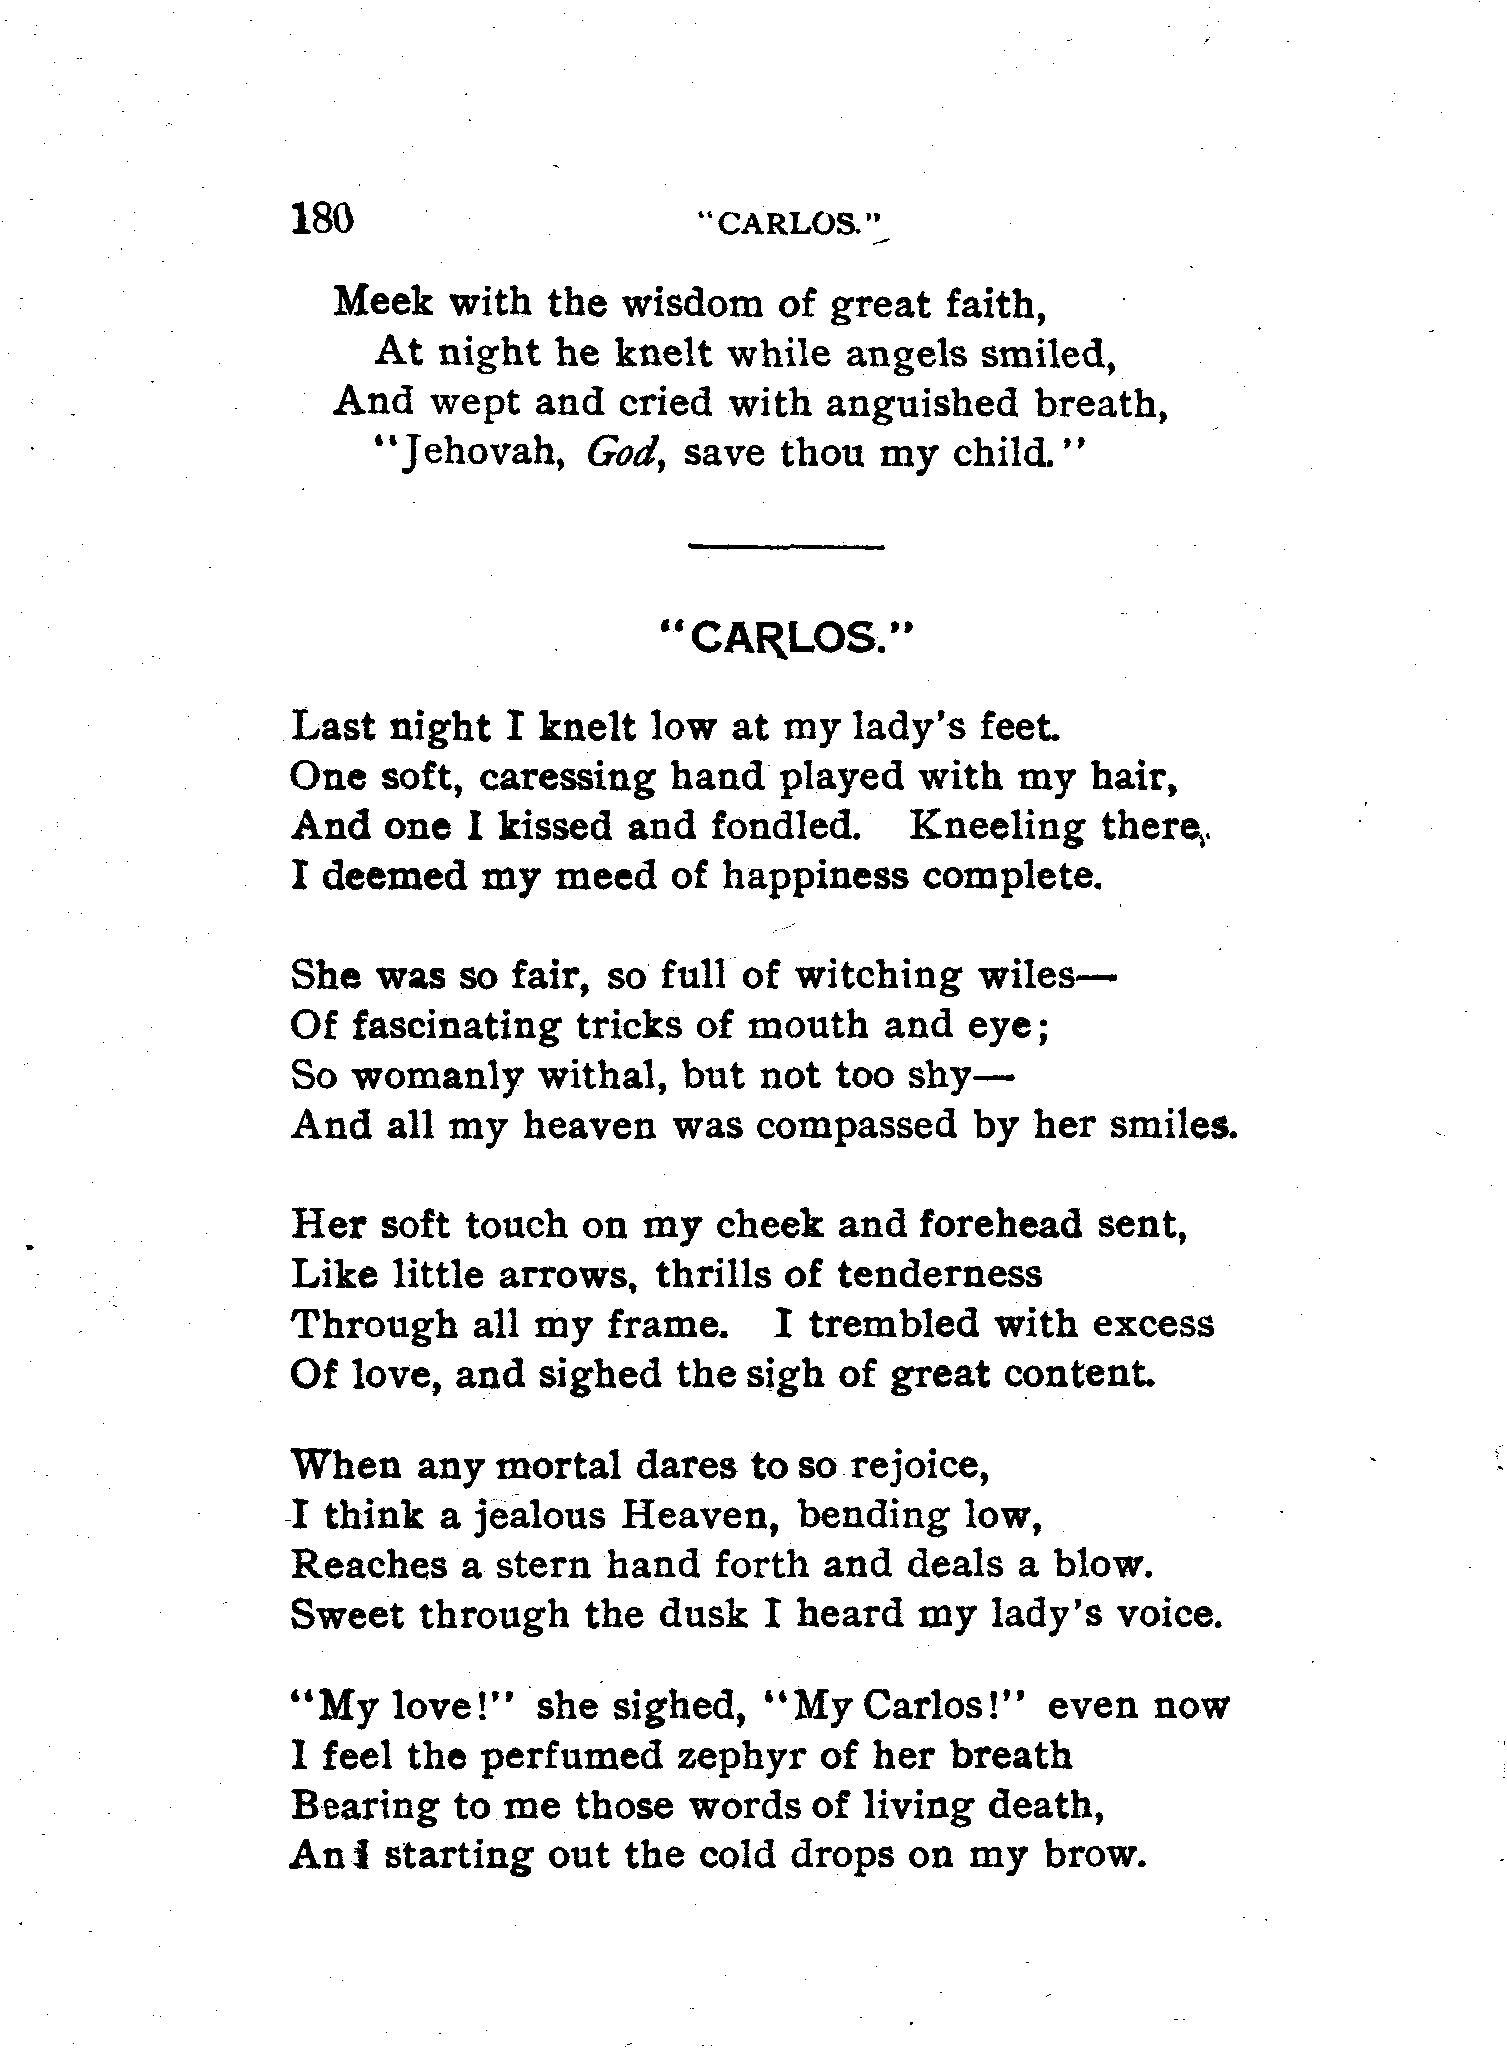 180 "CARLOS."
Meek with the wisdom of great faith,
At night he knelt while angels smiled,
And wept and cried with anguished breath,
"Jehovah, God, save thou my child."
"CARLOS."
Last night I knelt low at my lady's feet.
One soft, caressing hand played with my hair,
And one I kissed and fondled. Kneeling there,
I deemed my meed of happiness complete.
She was so fair, so full of witching wiles—
Of fascinating tricks of mouth and eye;
So womanly withal, but not too shy—
And all my heaven was compassed by her smiles.
Her soft touch on my cheek and forehead sent,
Like little arrows, thrills of tenderness
Through all my frame. I trembled with excess
Of love, and sighed the sigh of great content.
When any mortal dares to so rejoice,
I think a jealous Heaven, bending low,
Reaches a stern hand forth and deals a blow.
Sweet through the dusk I heard my lady's voice.
"My love!" she sighed, "My Carlos!" even now
I feel the perfumed zephyr of her breath
Bearing to me those words of living death,
And starting out the cold drops on my brow.